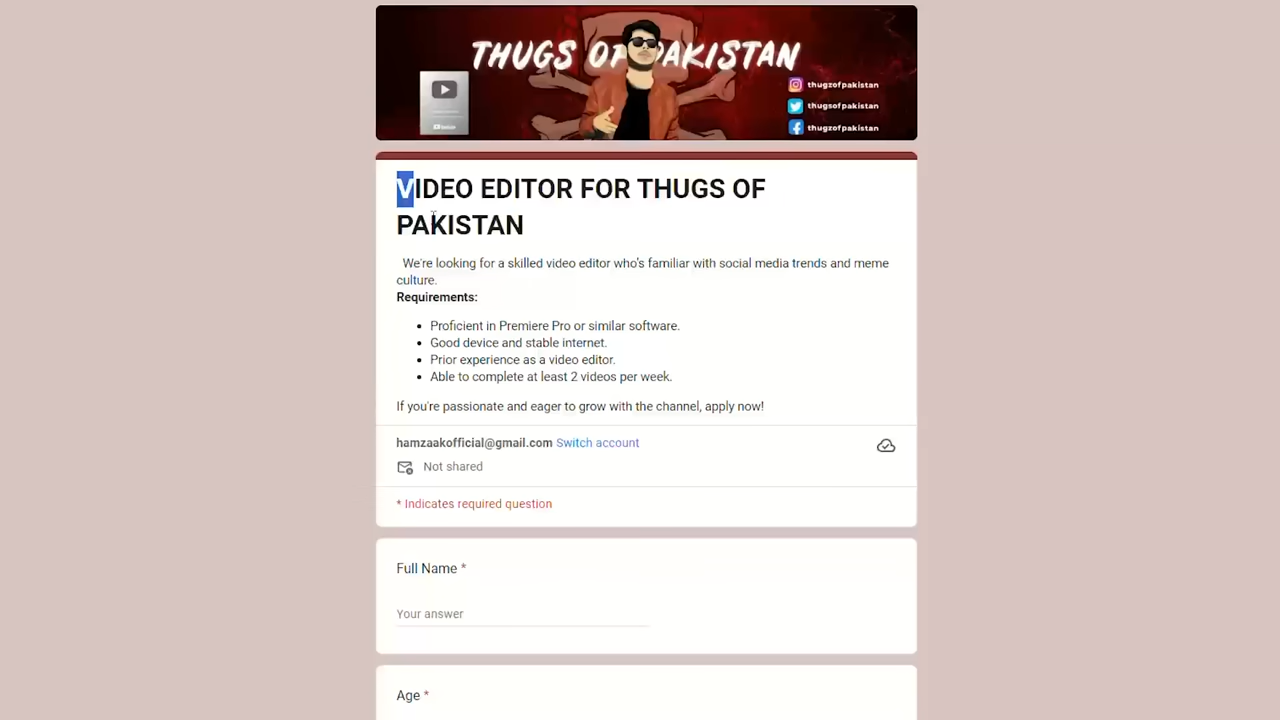 THUGS OF PAKISTAN
thugzofpakistan
thugsofpakistan
thugzofpakistan
VIDEO EDITOR FOR THUGS OF
PAKISTAN
We're looking for a skilled video editor who's familiar with social media trends and meme
culture.
Requirements:
Proficient in Premiere Pro or similar software.
Good device and stable internet.
Prior experience as a video editor.
Able to complete at least 2 videos per week.
If you're passionate and eager to grow with the channel, apply now!
hamzaakofficial@gmail.com Switch account
Not shared
* Indicates required question
Full Name *
Your answer
Age *